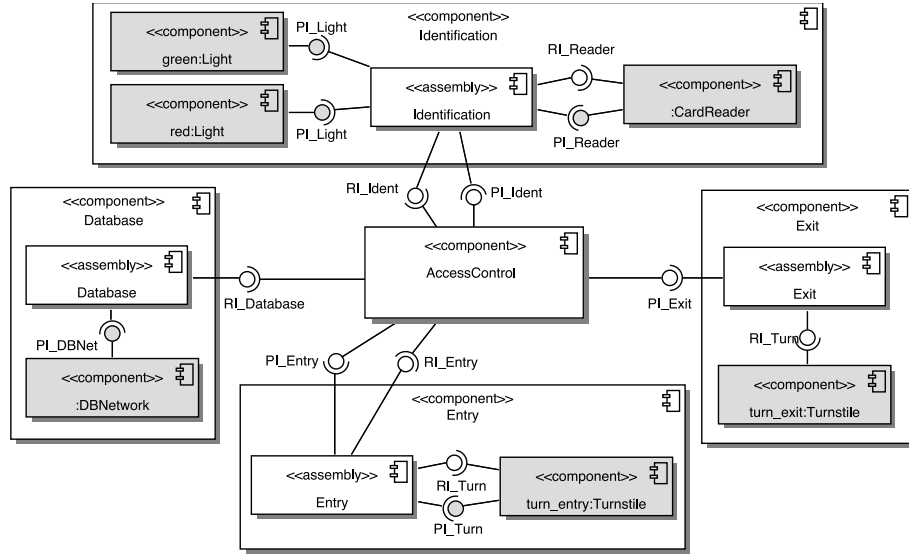 <<component>>
Identification
<<component>>
green:Light
PI_Light
<<component>>
red:Light
PI_Light
<<assembly>>
Identification
RI_Reader
PI_Reader
<<component>>
:CardReader
RI_Ident
PI_Ident
<<component>>
Database
<<assembly>>
Database
PI_DBNet
<<component>>
:DBNetwork
RI_Database
<<component>>
AccessControl
PI_Exit
<<component>>
Exit
<<assembly>>
Exit
RI_Turn
<<component>>
turn_exit:Turnstile
PI_Entry
RI_Entry
<<component>>
Entry
<<assembly>>
Entry
RI_Turn
PI_Turn
<<component>>
turn_entry:Turnstile